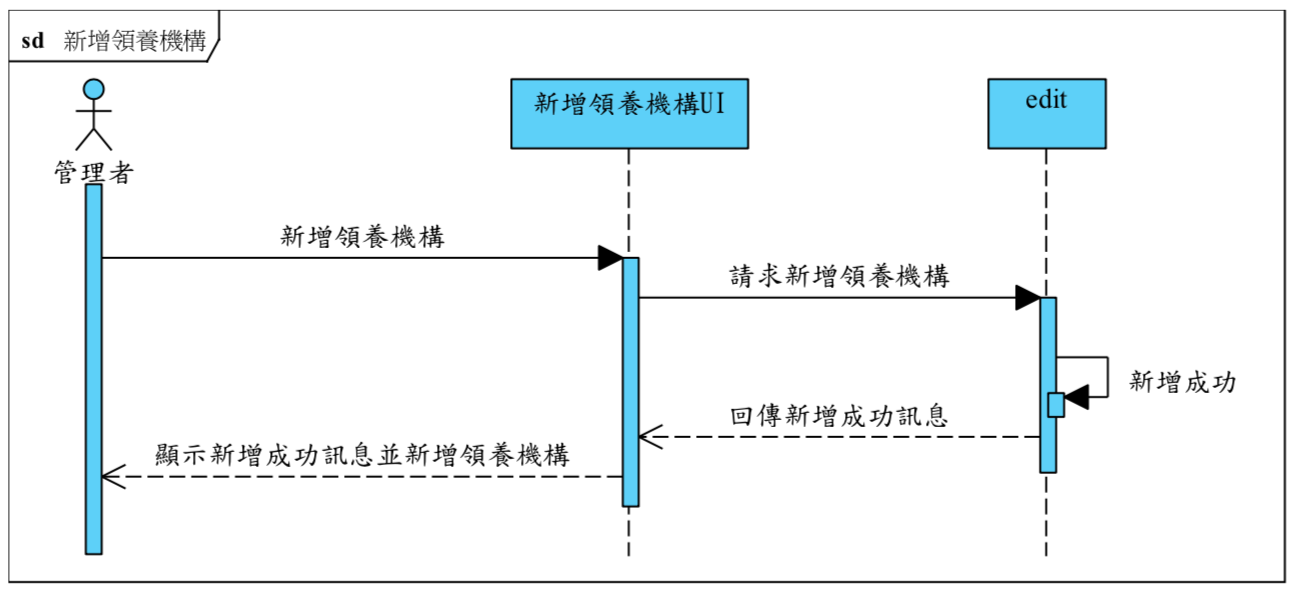 sd 新增領養機構
管理者
新增領養機構UI
edit
新增領養機構
請求新增領養機構
新增成功
回傳新增成功訊息
顯示新增成功訊息並新增領養機構